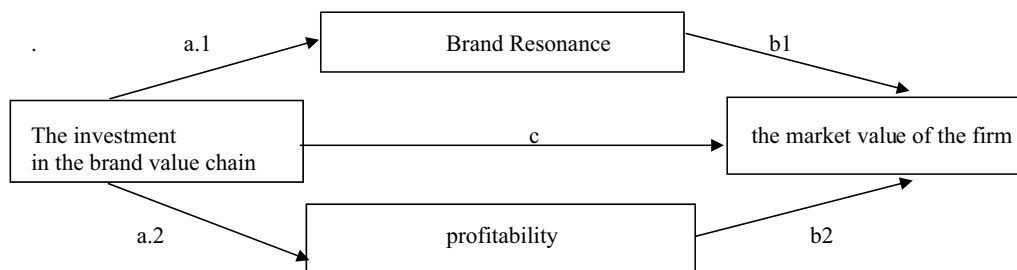 .
a.1
Brand Resonance
b1
The investment
in the brand value chain
c
the market value of the firm
a.2
profitability
b2